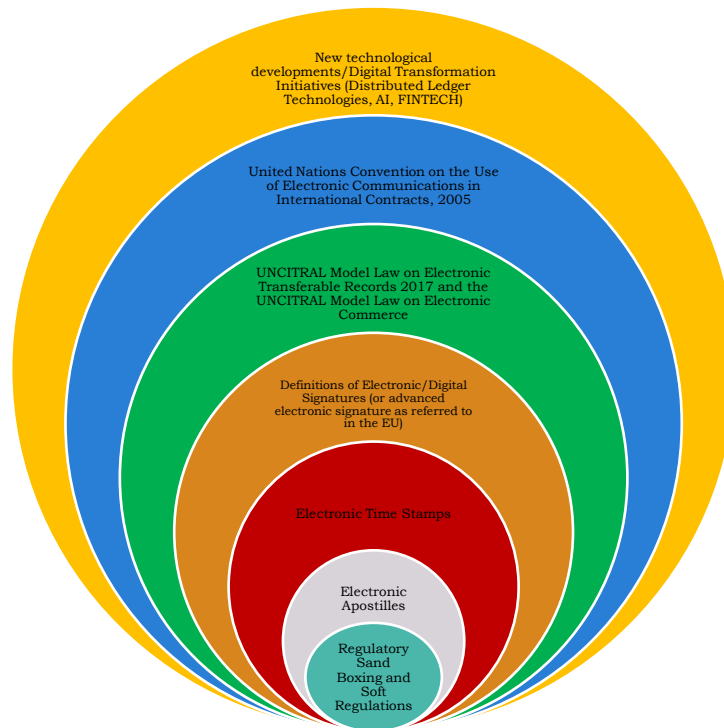 New technological
developments/Digital Transformation
Initiatives (Distributed Ledger
Technologies, AI, FINTECH)
United Nations Convention on the Use
of Electronic Communications in
International Contracts, 2005
UNCITRAL Model Law on Electronic
Transferable Records 2017 and the
UNCITRAL Model Law on Electronic
Commerce
Definitions of Electronic/Digital
Signatures (or advanced
electronic signature as referred to
in the EU)
Electronic Time Stamps
Electronic
Apostilles
Regulatory
Sand
Boxing and
Soft
Regulations